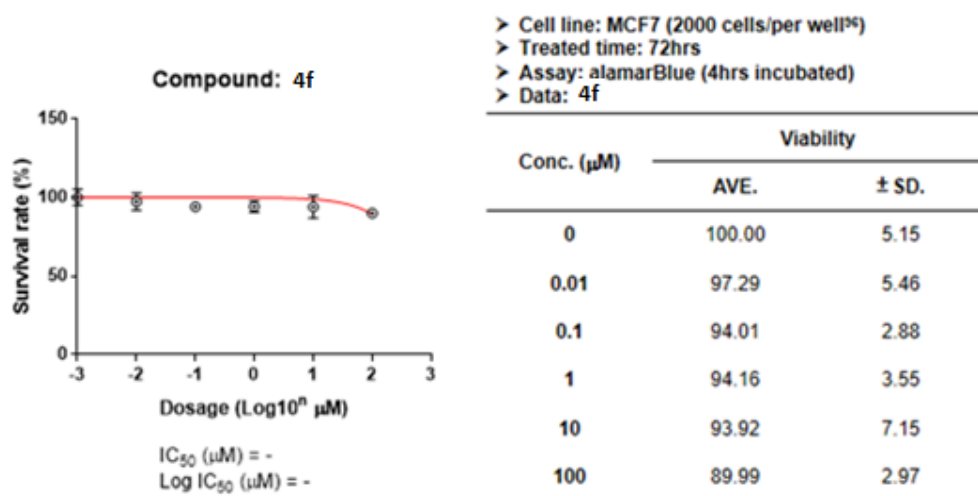 Compound: 4f
150
100
50
0
Survival rate (%)
-3 -2 -1 0 1 2 3
Dosage (Log10ⁿ μM)
IC₅₀ (μM) = -
Log IC₅₀ (μM) = -
➤ Cell line: MCF7 (2000 cells/per well⁹⁶)
➤ Treated time: 72hrs
➤ Assay: alamarBlue (4hrs incubated)
➤ Data: 4f
Conc. (μM) Viability
AVE. ± SD.
0 100.00 5.15
0.01 97.29 5.46
0.1 94.01 2.88
1 94.16 3.55
10 93.92 7.15
100 89.99 2.97